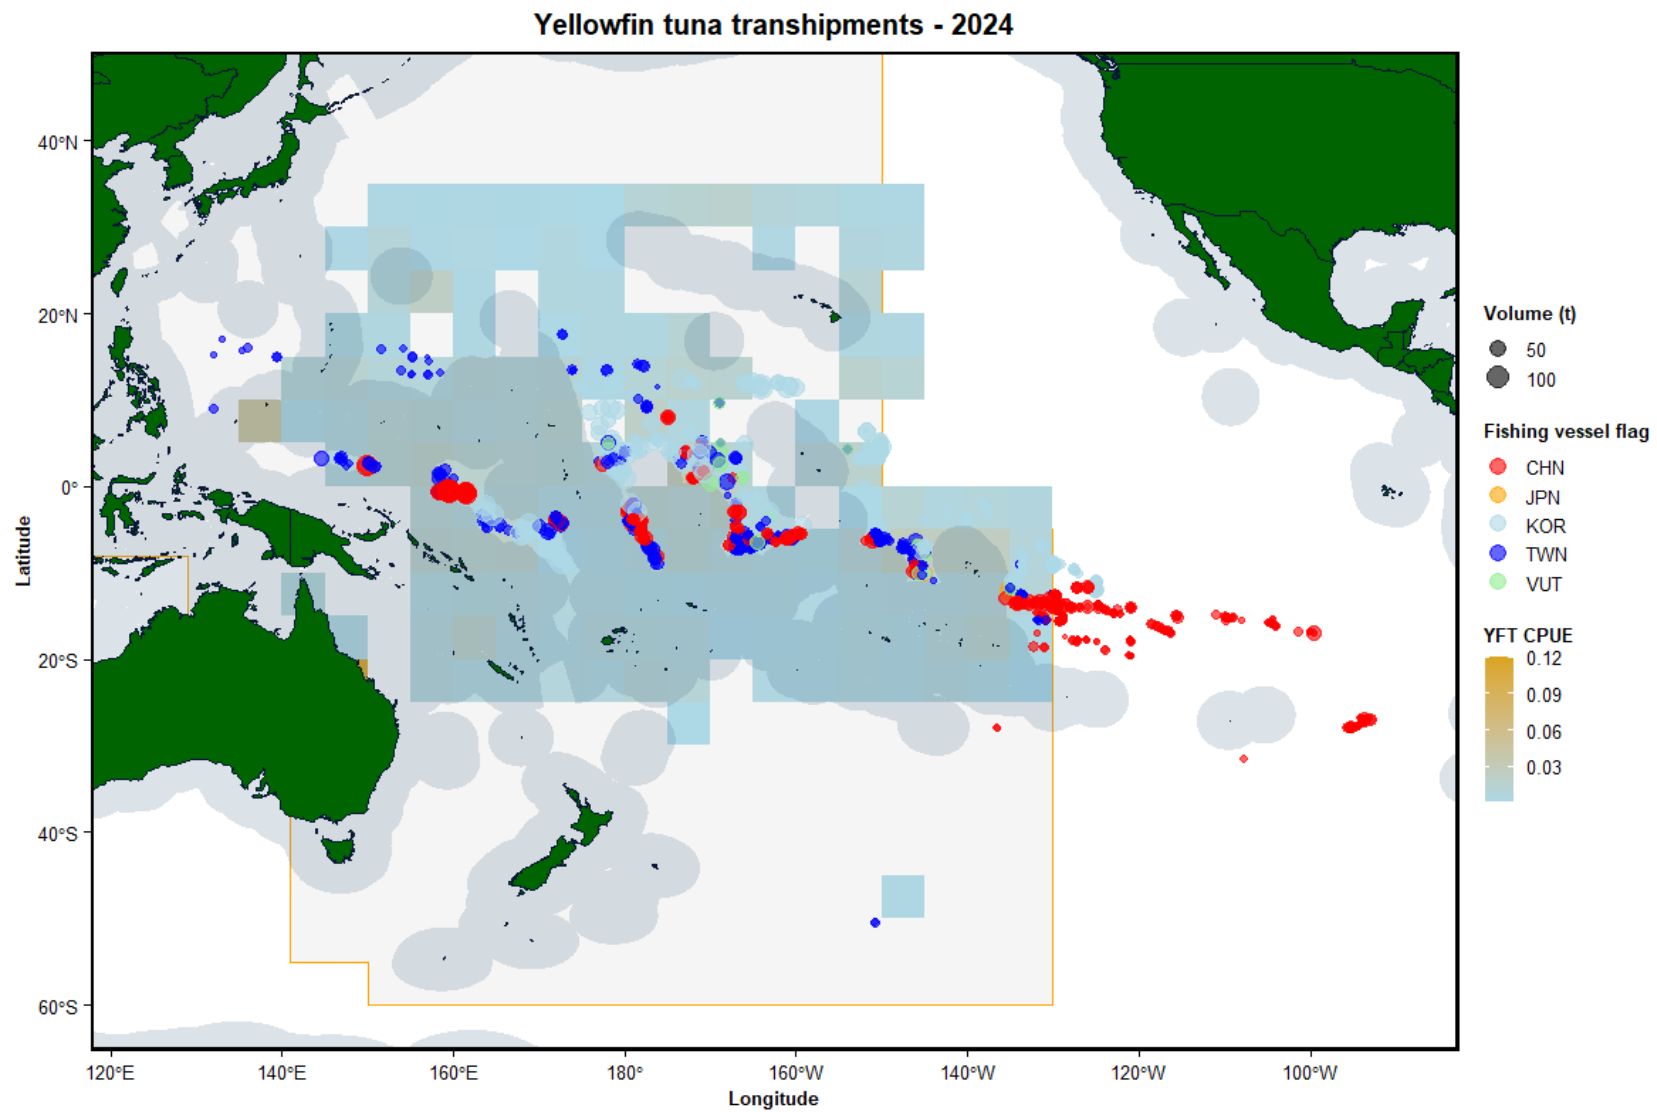 Yellowfin tuna transhipments - 2024
40°N
20°N
0°
20°S
40°S
60°S
Latitude
120°E
140°E
160°E
180°
160°W
140°W
120°W
100°W
Longitude
Volume (t)
50
100
Fishing vessel flag
CHN
JPN
KOR
TWN
VUT
YFT CPUE
0.12
0.09
0.06
0.03